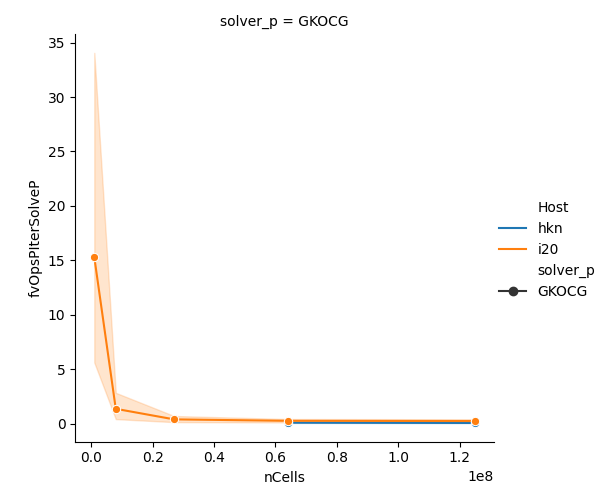 solver_p = GKOCG
fvOpsPIterSolveP
35
30
25
20
15
10
5
0
0.0 0.2 0.4 0.6 0.8 1.0 1.2
1e8
nCells
Host
hkn
i20
solver_p
GKOCG